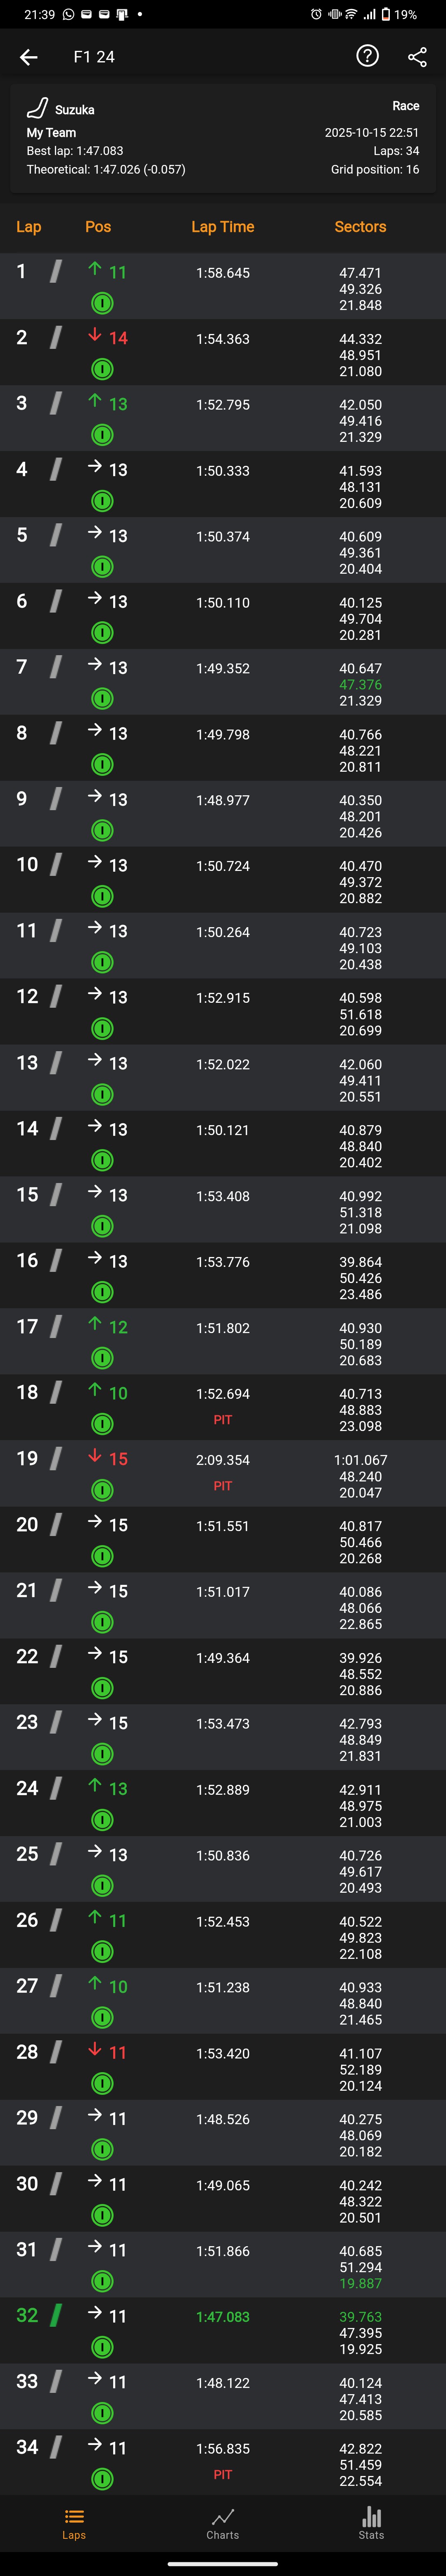 21:39 19%
F1 24
Suzuka Race
My Team 2025-10-15 22:51
Best lap: 1:47.083 Laps: 34
Theoretical: 1:47.026 (-0.057) Grid position: 16
Lap Pos Lap Time Sectors
1 11 1:58.645 47.471
49.326
21.848
2 14 1:54.363 44.332
48.951
21.080
3 13 1:52.795 42.050
49.416
21.329
4 13 1:50.333 41.593
48.131
20.609
5 13 1:50.374 40.609
49.361
20.404
6 13 1:50.110 40.125
49.704
20.281
7 13 1:49.352 40.647
47.376
21.329
8 13 1:49.798 40.766
48.221
20.811
9 13 1:48.977 40.350
48.201
20.426
10 13 1:50.724 40.470
49.372
20.882
11 13 1:50.264 40.723
49.103
20.438
12 13 1:52.915 40.598
51.618
20.699
13 13 1:52.022 42.060
49.411
20.551
14 13 1:50.121 40.879
48.840
20.402
15 13 1:53.408 40.992
51.318
21.098
16 13 1:53.776 39.864
50.426
23.486
17 12 1:51.802 40.930
50.189
20.683
18 10 1:52.694 40.713
48.883
PIT 23.098
19 15 2:09.354 1:01.067
48.240
PIT 20.047
20 15 1:51.551 40.817
50.466
20.268
21 15 1:51.017 40.086
48.066
22.865
22 15 1:49.364 39.926
48.552
20.886
23 15 1:53.473 42.793
48.849
21.831
24 13 1:52.889 42.911
48.975
21.003
25 13 1:50.836 40.726
49.617
20.493
26 11 1:52.453 40.522
49.823
22.108
27 10 1:51.238 40.933
48.840
21.465
28 11 1:53.420 41.107
52.189
20.124
29 11 1:48.526 40.275
48.069
20.182
30 11 1:49.065 40.242
48.322
20.501
31 11 1:51.866 40.685
51.294
19.887
32 11 1:47.083 39.763
47.395
19.925
33 11 1:48.122 40.124
47.413
20.585
34 11 1:56.835 42.822
51.459
PIT 22.554
Laps Charts Stats